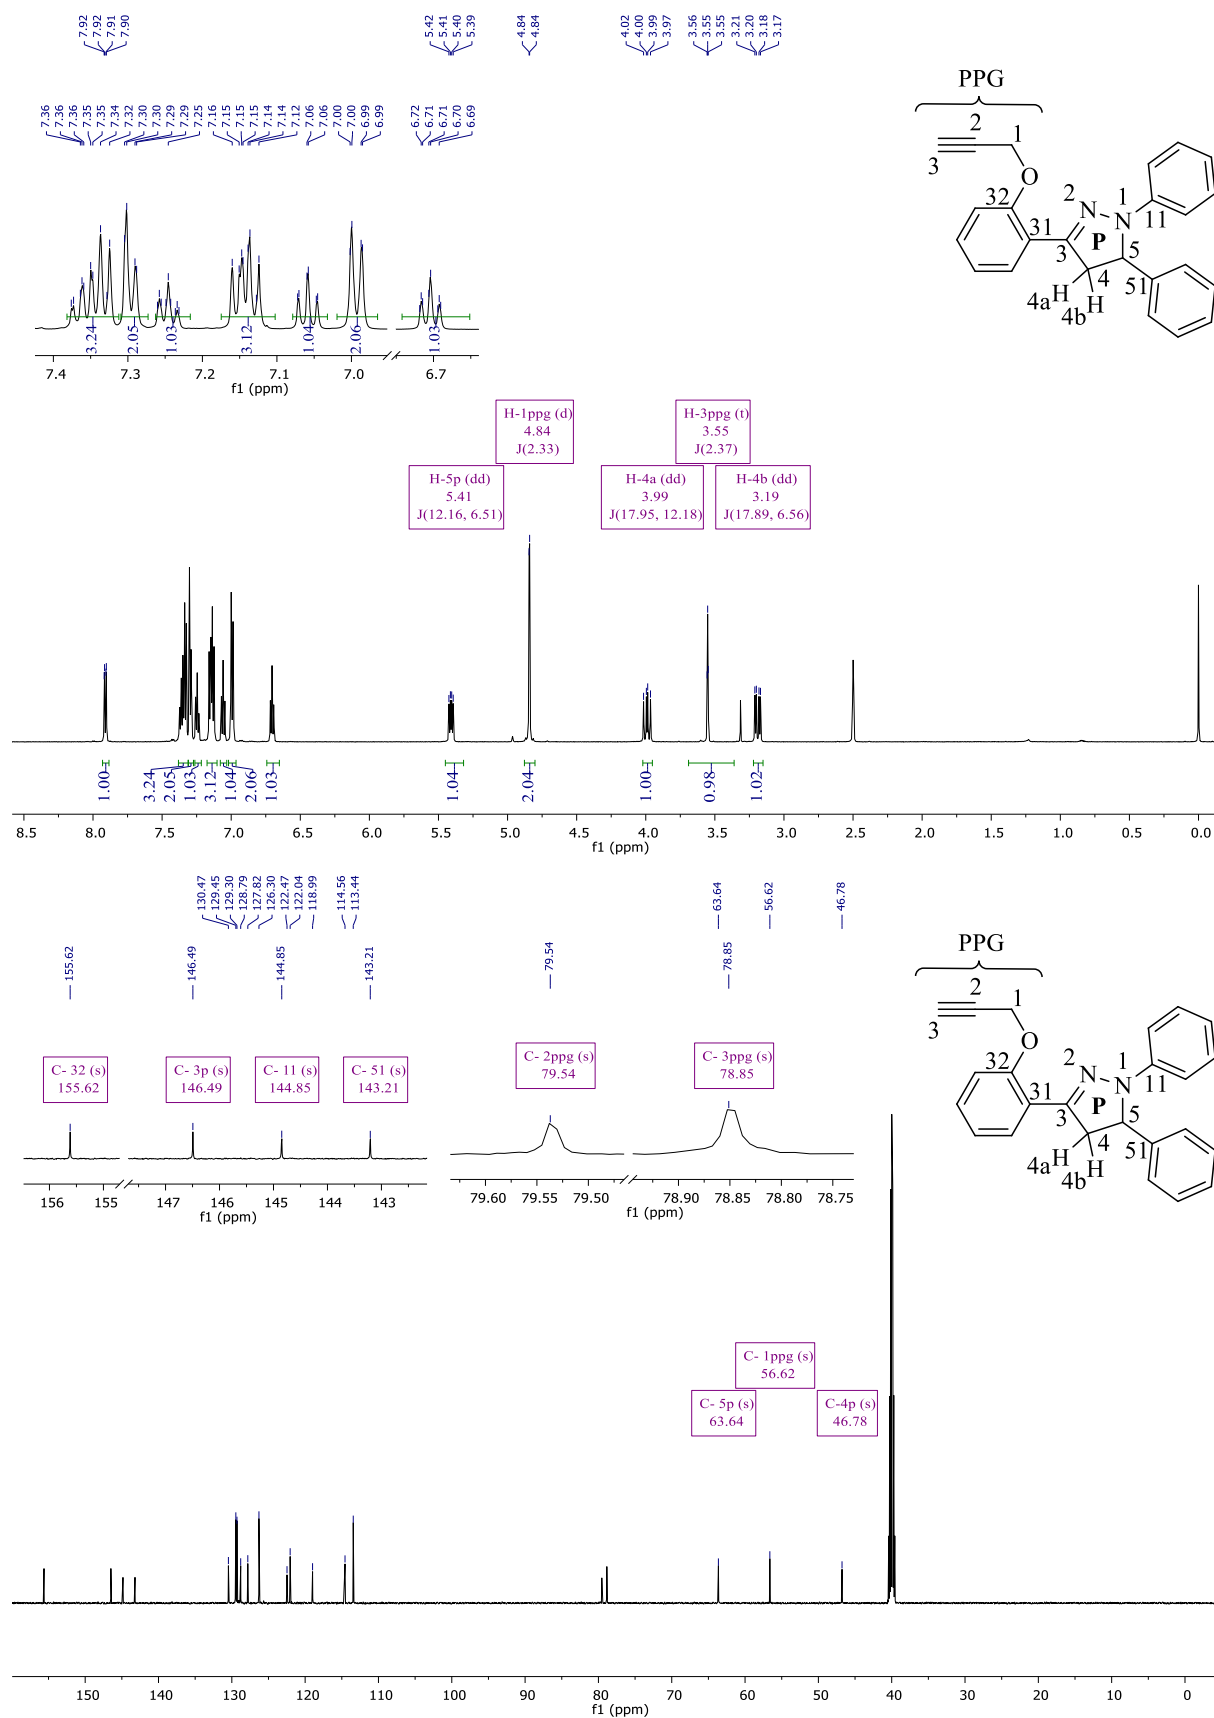 7.92 7.92 7.91 7.90
5.42 5.41 5.40 5.39
4.84 4.84
4.02 4.00 3.99 3.97
3.56 3.55 3.55
3.21 3.20 3.18 3.17
7.36 7.36 7.36 7.35 7.35 7.34 7.32 7.30 7.30 7.29 7.29 7.25 7.16 7.15 7.15 7.15 7.14 7.14 7.12 7.06 7.06 7.00 7.00 6.99 6.99
6.72 6.71 6.71 6.70 6.69
PPG
3 2 1
O
32
31
2 N N 1
11
P
3 4 5
51
4a H
4b H
3.24 2.05 1.03 3.12 1.04 2.06 1.03
7.4 7.3 7.2 7.1 7.0 6.7
f1 (ppm)
H-1ppg (d)
4.84
J(2.33)
H-3ppg (t)
3.55
J(2.37)
H-5p (dd)
5.41
J(12.16, 6.51)
H-4a (dd)
3.99
J(17.95, 12.18)
H-4b (dd)
3.19
J(17.89, 6.56)
1.00 3.24 2.05 1.03 3.12 1.04 2.06 1.03 1.04 2.04 1.00 0.98 1.02
8.5 8.0 7.5 7.0 6.5 6.0 5.5 5.0 4.5 4.0 3.5 3.0 2.5 2.0 1.5 1.0 0.5 0.0
f1 (ppm)
130.47 129.45 129.30 128.79 127.82 126.30 122.47 122.04 118.99 114.56 113.44
63.64 56.62 46.78
155.62 146.49 144.85 143.21 79.54 78.85
PPG
3 2 1
O
32
31
2 N N 1
11
P
3 4 5
51
4a H
4b H
C- 32 (s)
155.62
C- 3p (s)
146.49
C- 11 (s)
144.85
C- 51 (s)
143.21
C- 2ppg (s)
79.54
C- 3ppg (s)
78.85
156 155 147 146 145 144 143
f1 (ppm)
79.60 79.55 79.50 78.90 78.85 78.80 78.75
f1 (ppm)
C- 1ppg (s)
56.62
C- 5p (s)
63.64
C-4p (s)
46.78
150 140 130 120 110 100 90 80 70 60 50 40 30 20 10 0
f1 (ppm)